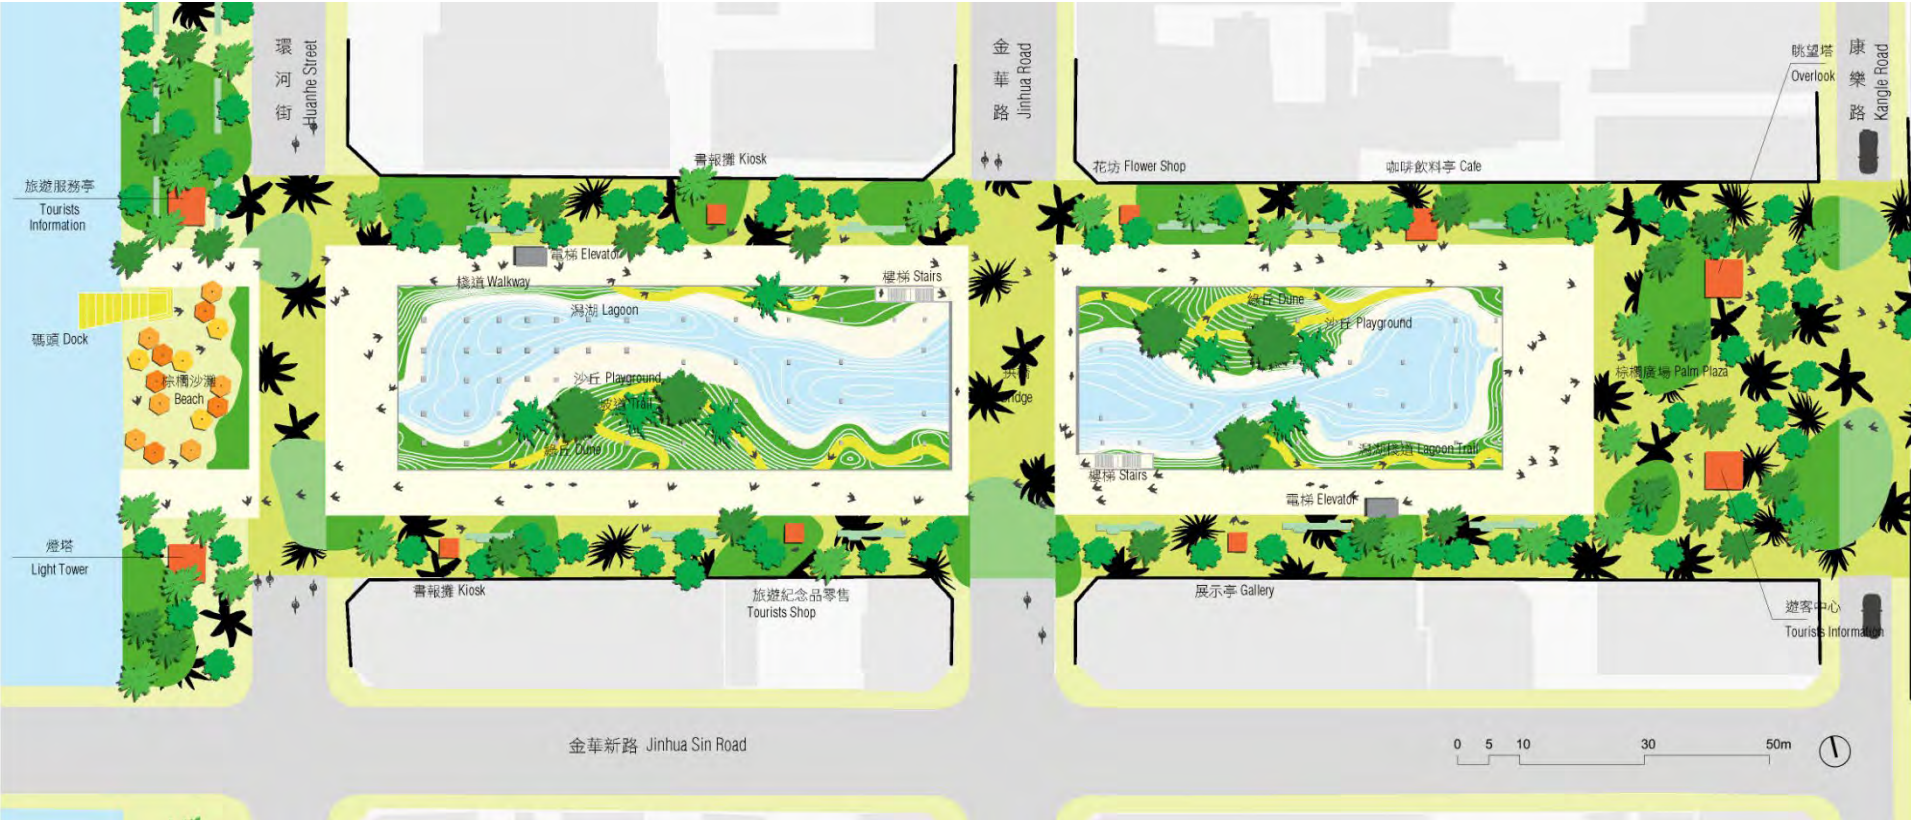 環河街
Huanhe Street
金華路
Jinhua Road
眺望塔
Overlook
康樂路
Kangle Road
書報攤 Kiosk
花坊 Flower Shop
咖啡飲料亭 Cafe
旅遊服務亭
Tourists
Information
電梯 Elevator
棧道 Walkway
樓梯 Stairs
潟湖 Lagoon
綠丘 Dune
沙丘 Playground
碼頭 Dock
棕櫚沙灘
Beach
沙丘 Playground
坡道 Trail
棕櫚廣場 Palm Plaza
綠丘 Dune
潟湖棧道 Lagoon Trail
樓梯 Stairs
電梯 Elevator
燈塔
Light Tower
書報攤 Kiosk
旅遊紀念品零售
Tourists Shop
展示亭 Gallery
遊客中心
Tourists Information
金華新路 Jinhua Sin Road
0 5 10 30 50m